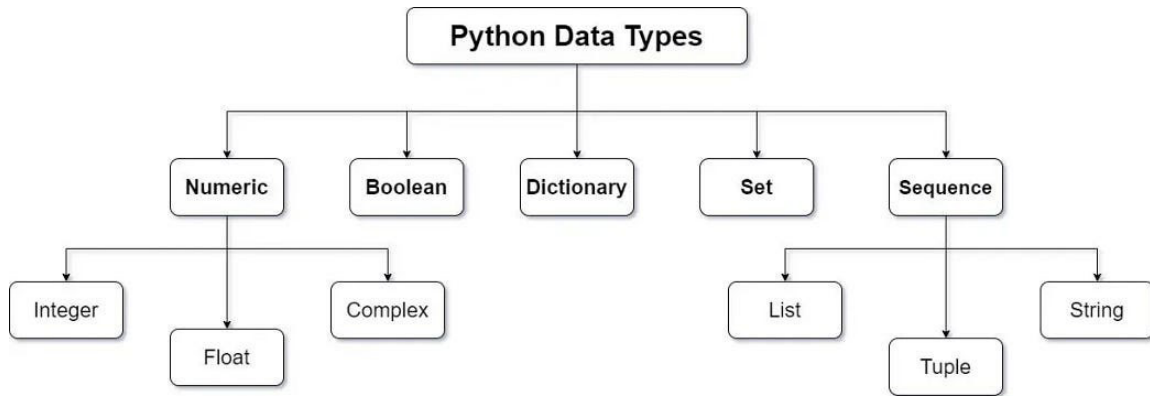 Python Data Types
Numeric
Boolean
Dictionary
Set
Sequence
Integer
Float
Complex
List
Tuple
String